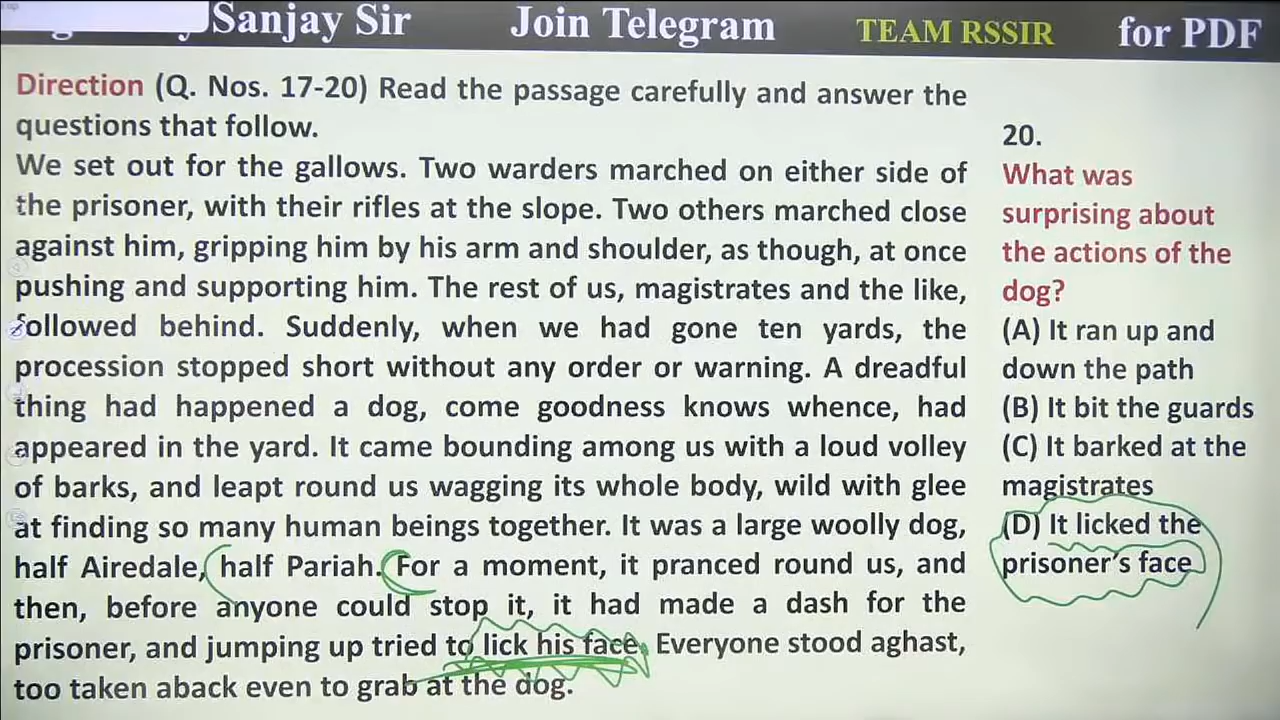 Sanjay Sir Join Telegram TEAM RSSIR for PDF
Direction (Q. Nos. 17-20) Read the passage carefully and answer the
questions that follow.
We set out for the gallows. Two warders marched on either side of
the prisoner, with their rifles at the slope. Two others marched close
against him, gripping him by his arm and shoulder, as though, at once
pushing and supporting him. The rest of us, magistrates and the like,
followed behind. Suddenly, when we had gone ten yards, the
procession stopped short without any order or warning. A dreadful
thing had happened a dog, come goodness knows whence, had
appeared in the yard. It came bounding among us with a loud volley
of barks, and leapt round us wagging its whole body, wild with glee
at finding so many human beings together. It was a large woolly dog,
half Airedale, half Pariah. For a moment, it pranced round us, and
then, before anyone could stop it, it had made a dash for the
prisoner, and jumping up tried to lick his face. Everyone stood aghast,
too taken aback even to grab at the dog.
20.
What was
surprising about
the actions of the
dog?
(A) It ran up and
down the path
(B) It bit the guards
(C) It barked at the
magistrates
(D) It licked the
prisoner's face